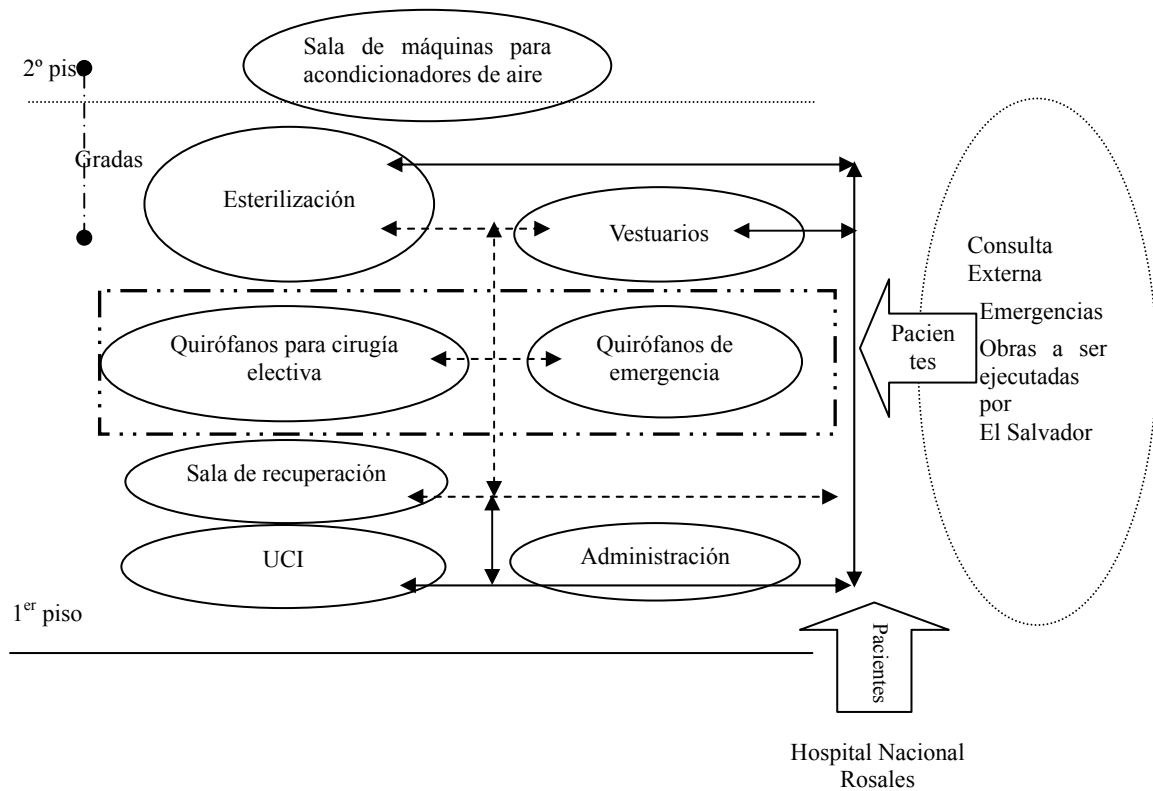 Sala de máquinas para
acondicionadores de aire
2º pis
Gradas
Esterilización
Vestuarios
Consulta
Externa
Emergencias
Obras a ser
ejecutadas
por
El Salvador
Pacien
tes
Quirófanos para cirugía
electiva
Quirófanos de
emergencia
Sala de recuperación
UCI
Administración
1er piso
Pacientes
Hospital Nacional
Rosales